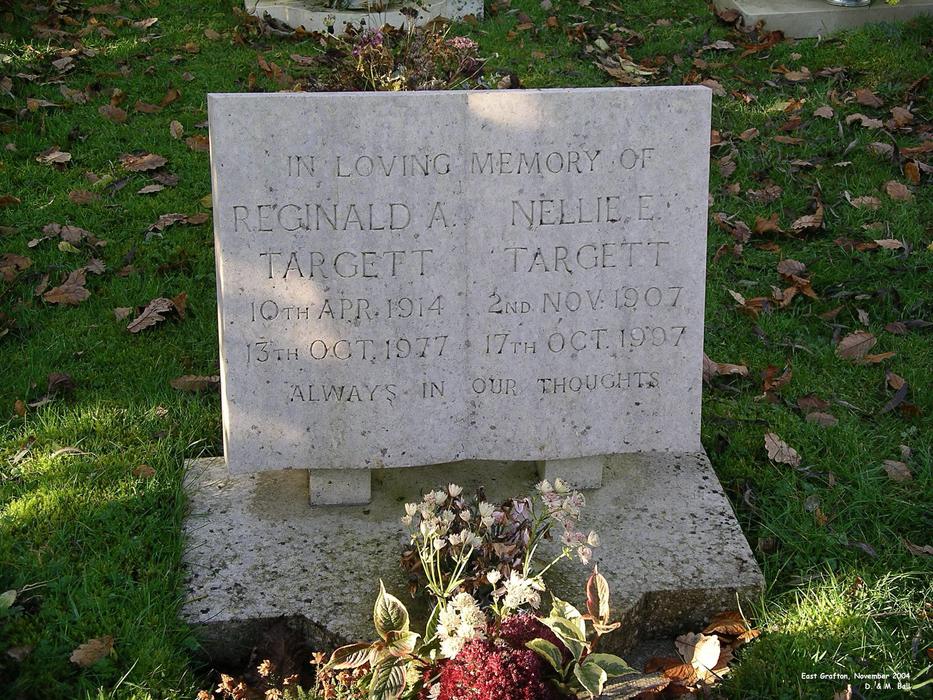 IN LOVING MEMORY OF
REGINALD A.
TARGETT
10TH APR. 1914
13TH OCT. 1977
NELLIE E.
TARGETT
2ND NOV. 1907
17TH OCT. 1997
ALWAYS IN OUR THOUGHTS
East Grafton, November 2004
D. & M. Ball